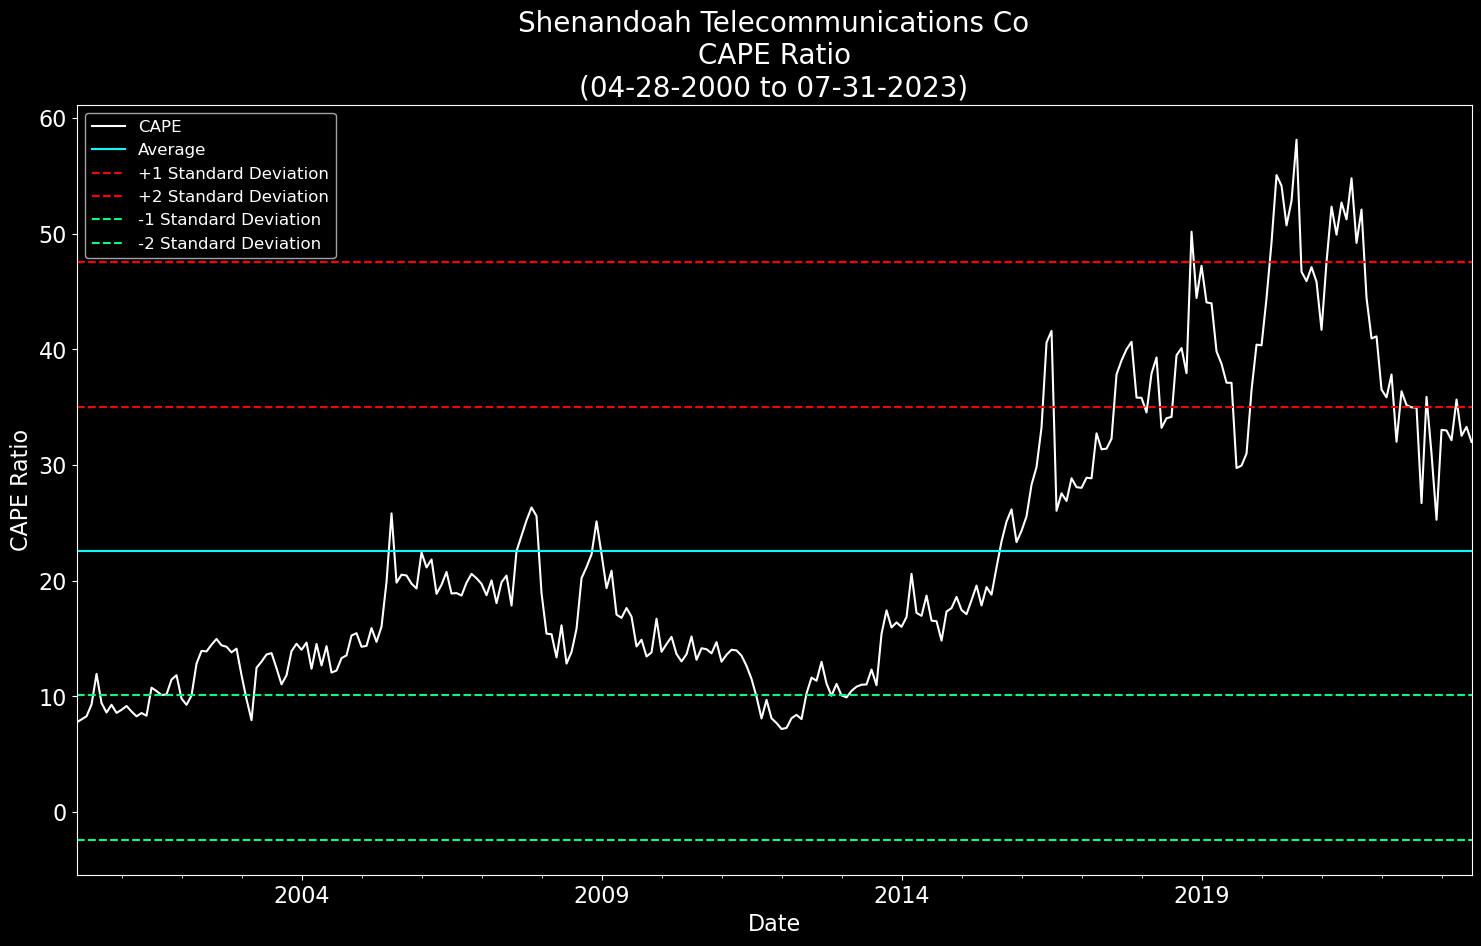 Shenandoah Telecommunications Co
CAPE Ratio
(04-28-2000 to 07-31-2023)
CAPE
Average
+1 Standard Deviation
+2 Standard Deviation
-1 Standard Deviation
-2 Standard Deviation
60
50
40
30
20
10
0
CAPE Ratio
2004
2009
2014
2019
Date